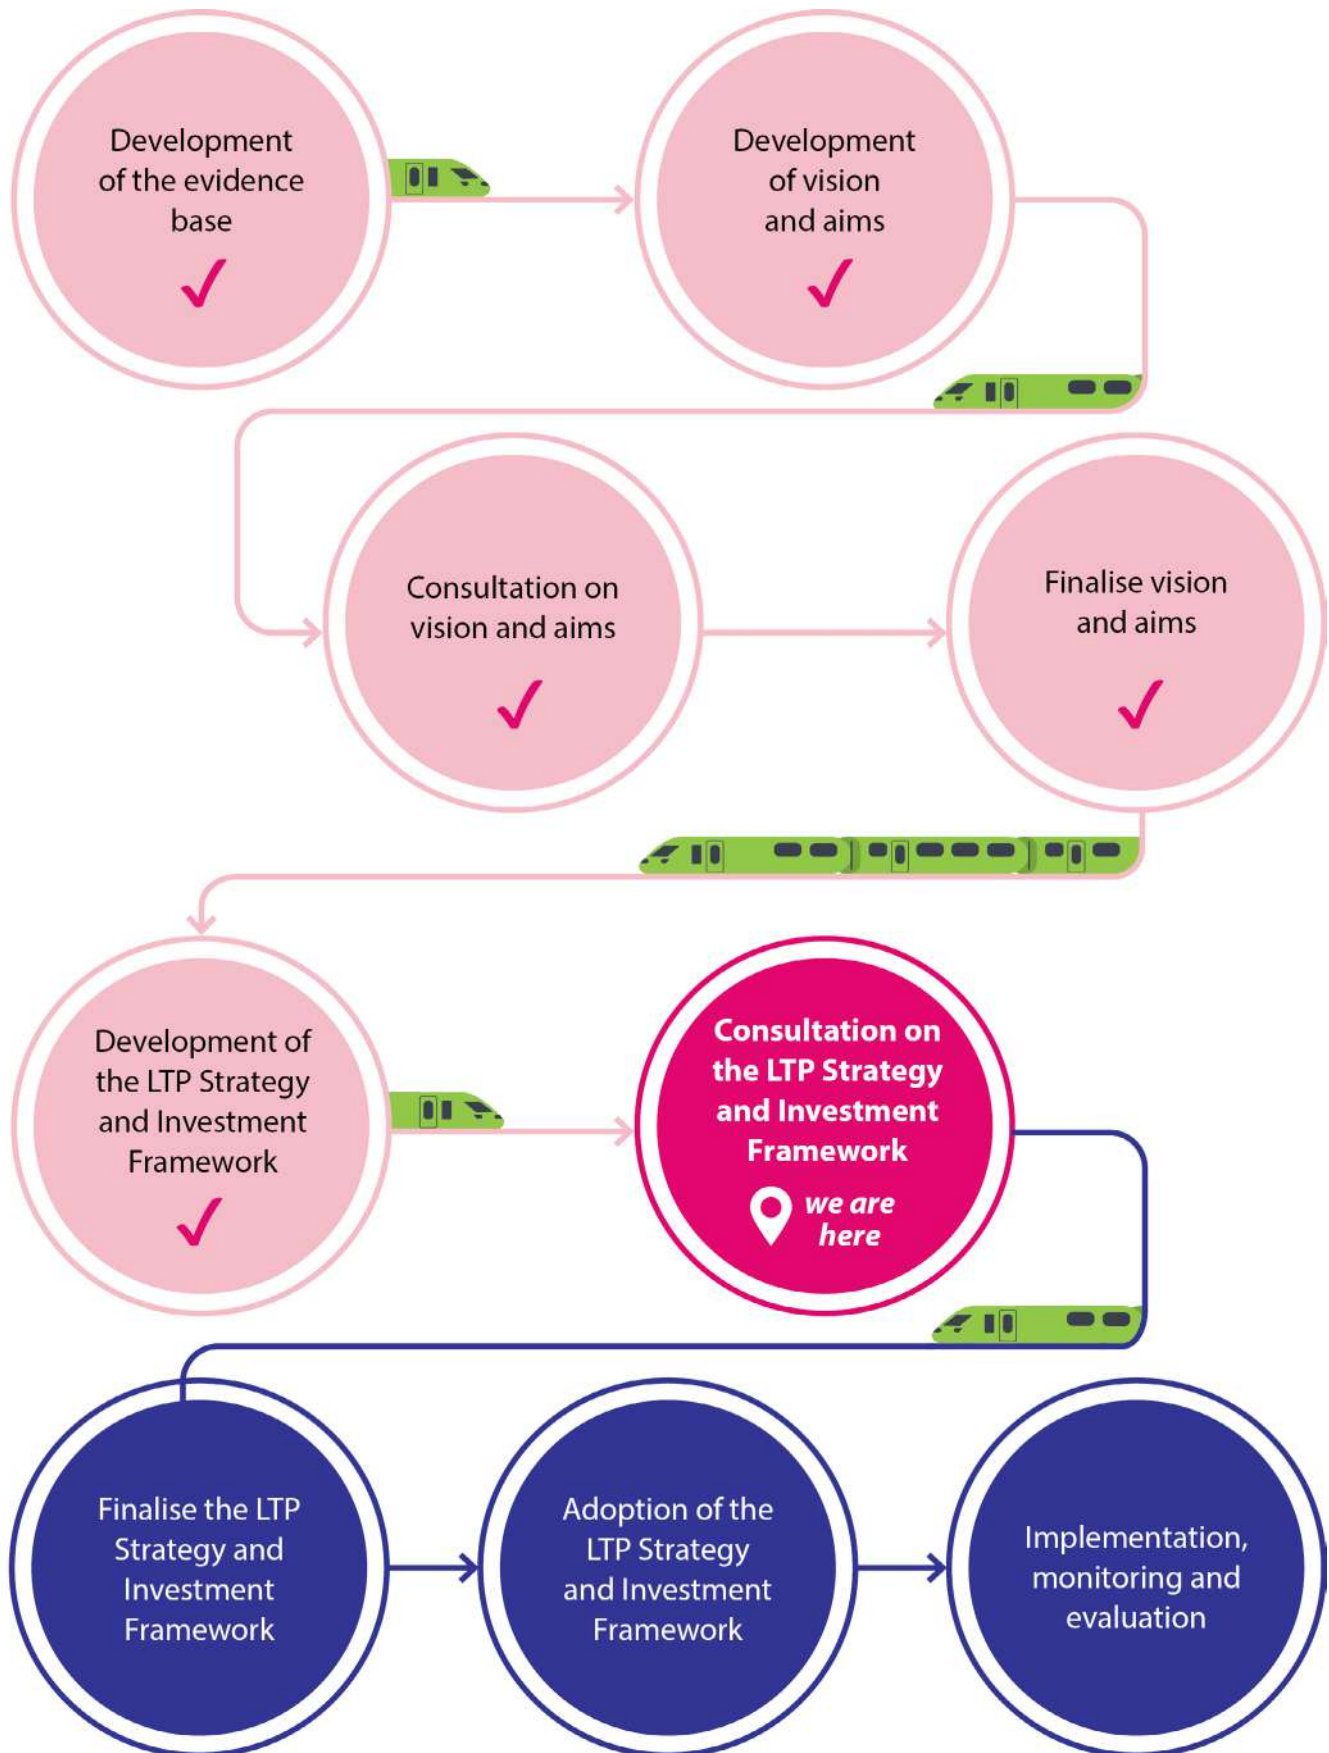 Development
of the evidence
base
Development
of vision
and aims
Consultation on
vision and aims
Finalise vision
and aims
Development of
the LTP Strategy
and Investment
Framework
Consultation on
the LTP Strategy
and Investment
Framework
we are
here
Finalise the LTP
Strategy and
Investment
Framework
Adoption of the
LTP Strategy
and Investment
Framework
Implementation,
monitoring and
evaluation